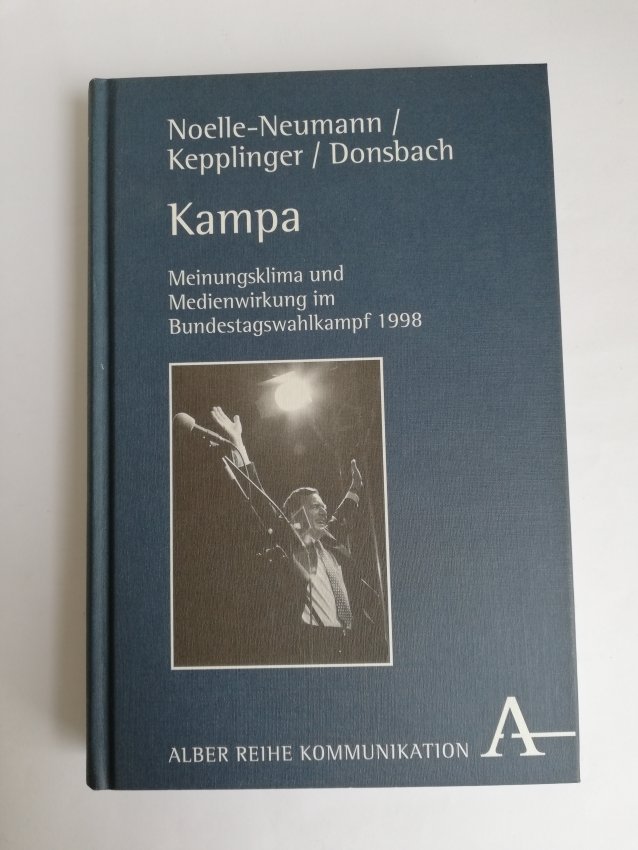 Noelle-Neumann /
Kepplinger / Donsbach
Kampa
Meinungsklima und
Medienwirkung im
Bundestagswahlkampf 1998
ALBER REIHE KOMMUNIKATION A